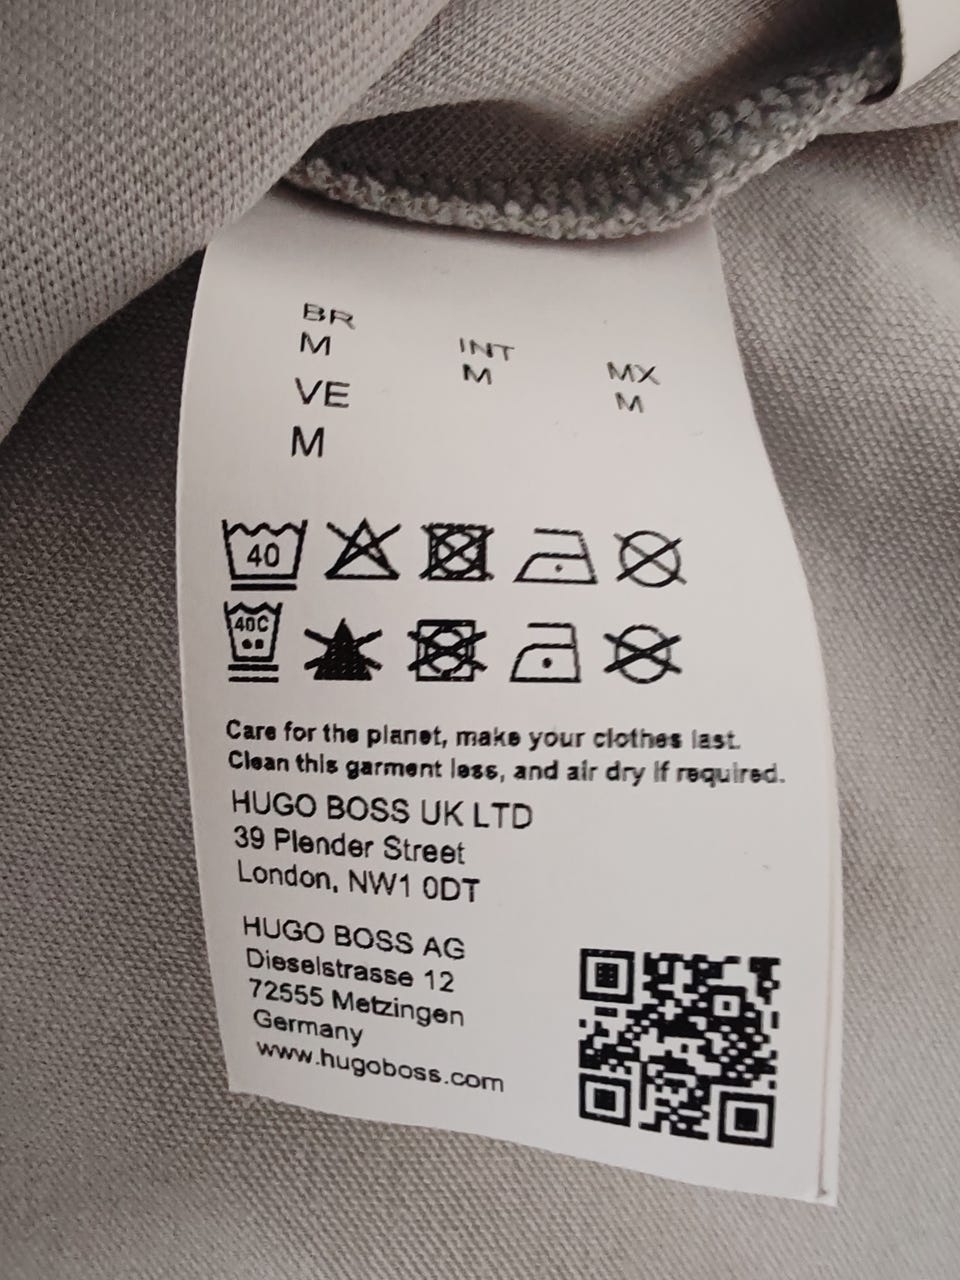 BR
M
INT
M
MX
M
VE
M
40
40C
Care for the planet, make your clothes last.
Clean this garment less, and air dry if required.
HUGO BOSS UK LTD
39 Plender Street
London, NW1 0DT
HUGO BOSS AG
Dieselstrasse 12
72555 Metzingen
Germany
www.hugoboss.com